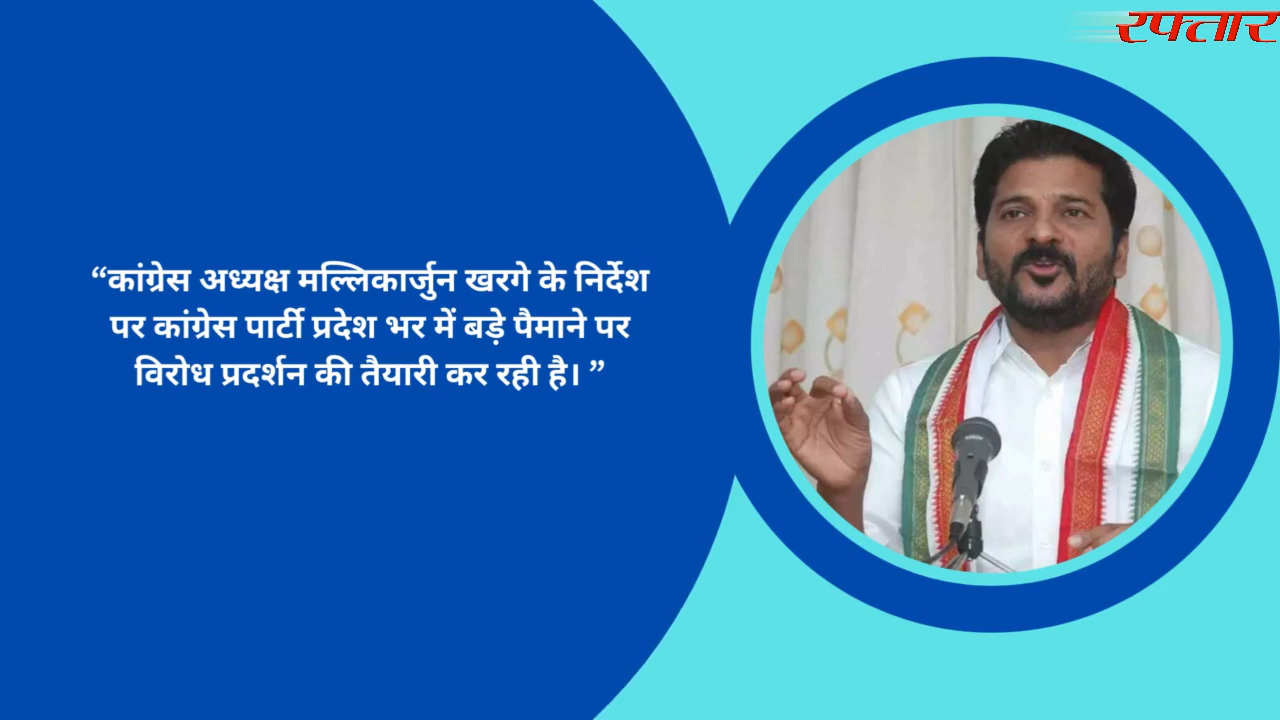 रफ्तार
“कांग्रेस अध्यक्ष मल्लिकार्जुन खरगे के निर्देश
पर कांग्रेस पार्टी प्रदेश भर में बड़े पैमाने पर
विरोध प्रदर्शन की तैयारी कर रही है। ”